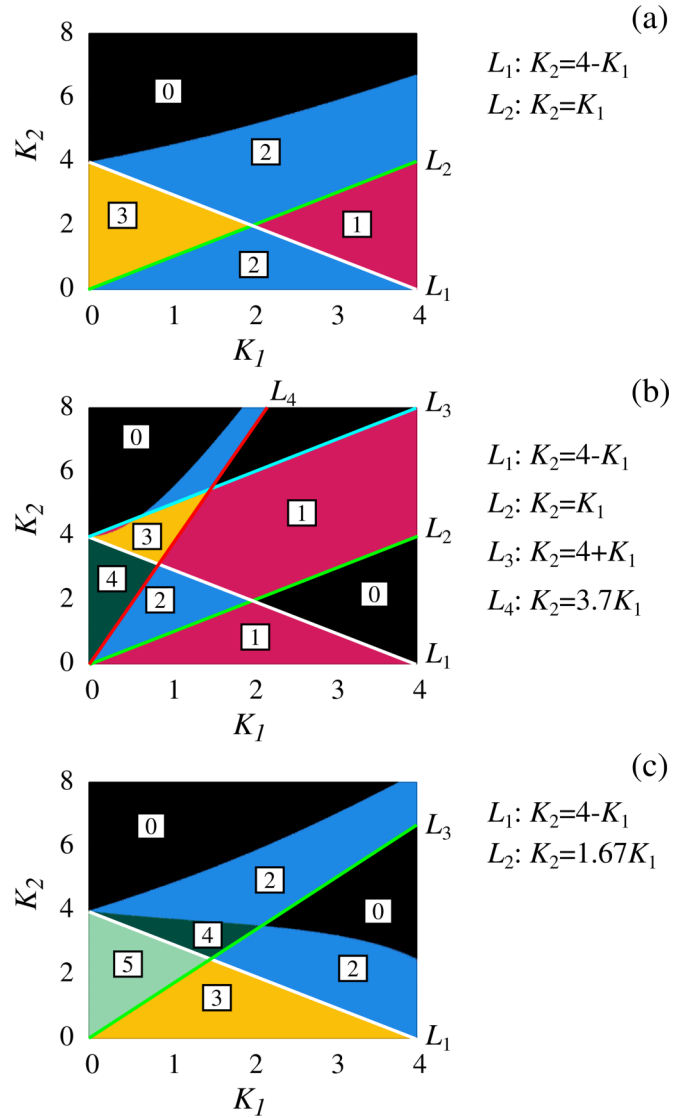 (a)
8
6
4
2
0
K₂
0
2
3
1
2
L₂
L₁
0 1 2 3 4
K₁
L₁: K₂=4-K₁
L₂: K₂=K₁
(b)
L₄
8
6
4
2
0
K₂
0
1
3
4
2
0
1
L₃
L₂
L₁
0 1 2 3 4
K₁
L₁: K₂=4-K₁
L₂: K₂=K₁
L₃: K₂=4+K₁
L₄: K₂=3.7K₁
(c)
8
6
4
2
0
K₂
0
2
0
4
5
2
3
L₃
L₁
0 1 2 3 4
K₁
L₁: K₂=4-K₁
L₂: K₂=1.67K₁